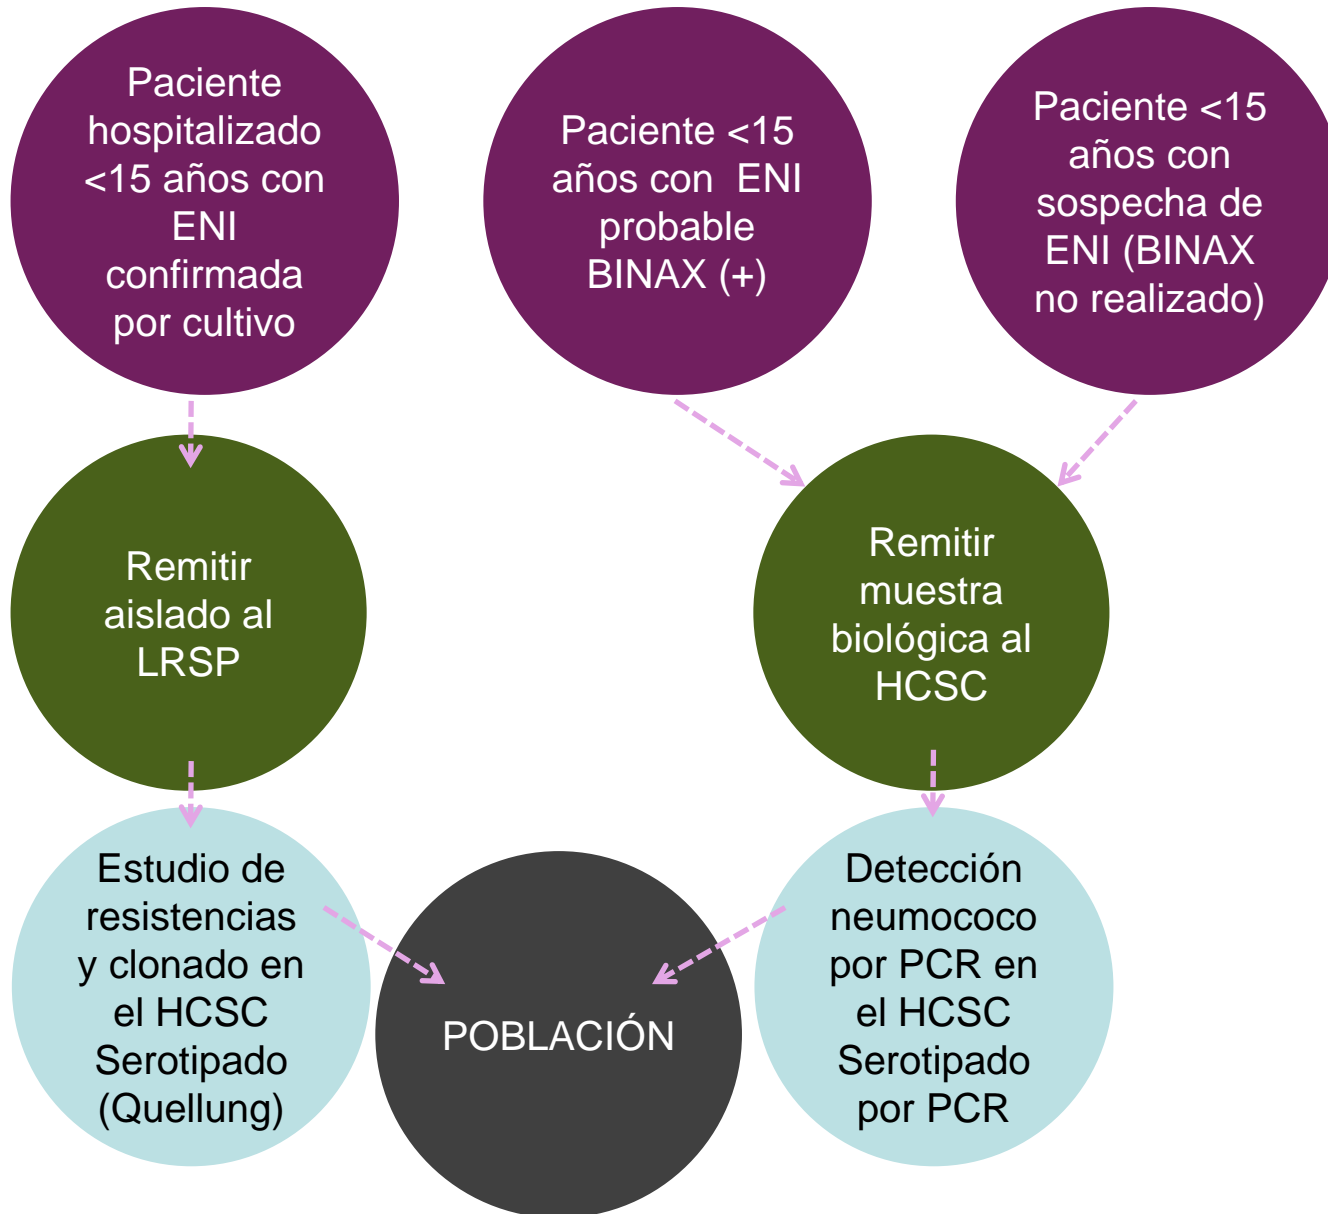 Paciente
hospitalizado
<15 años con
ENI
confirmada
por cultivo
Paciente <15
años con ENI
probable
BINAX (+)
Paciente <15
años con
sospecha de
ENI (BINAX
no realizado)
Remitir
aislado al
LRSP
Remitir
muestra
biológica al
HCSC
Estudio de
resistencias
y clonado en
el HCSC
Serotipado
(Quellung)
POBLACIÓN
Detección
neumococo
por PCR en
el HCSC
Serotipado
por PCR